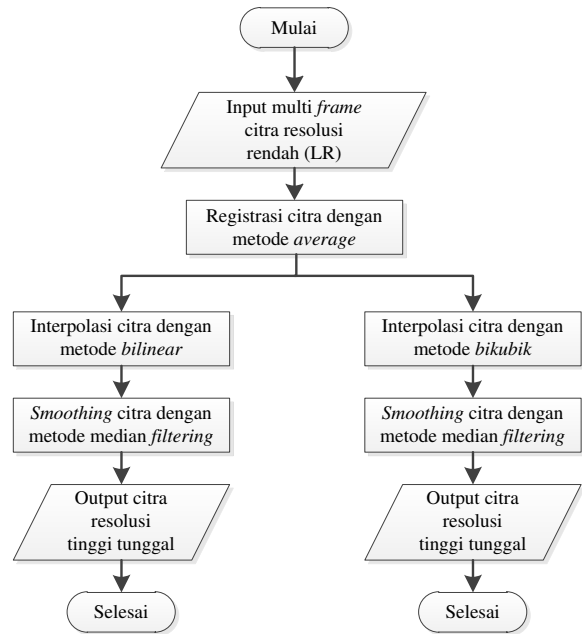 Mulai
Input multi frame
citra resolusi
rendah (LR)
Registrasi citra dengan
metode average
Interpolasi citra dengan
metode bilinear
Smoothing citra dengan
metode median filtering
Output citra
resolusi
tinggi tunggal
Selesai
Interpolasi citra dengan
metode bikubik
Smoothing citra dengan
metode median filtering
Output citra
resolusi
tinggi tunggal
Selesai